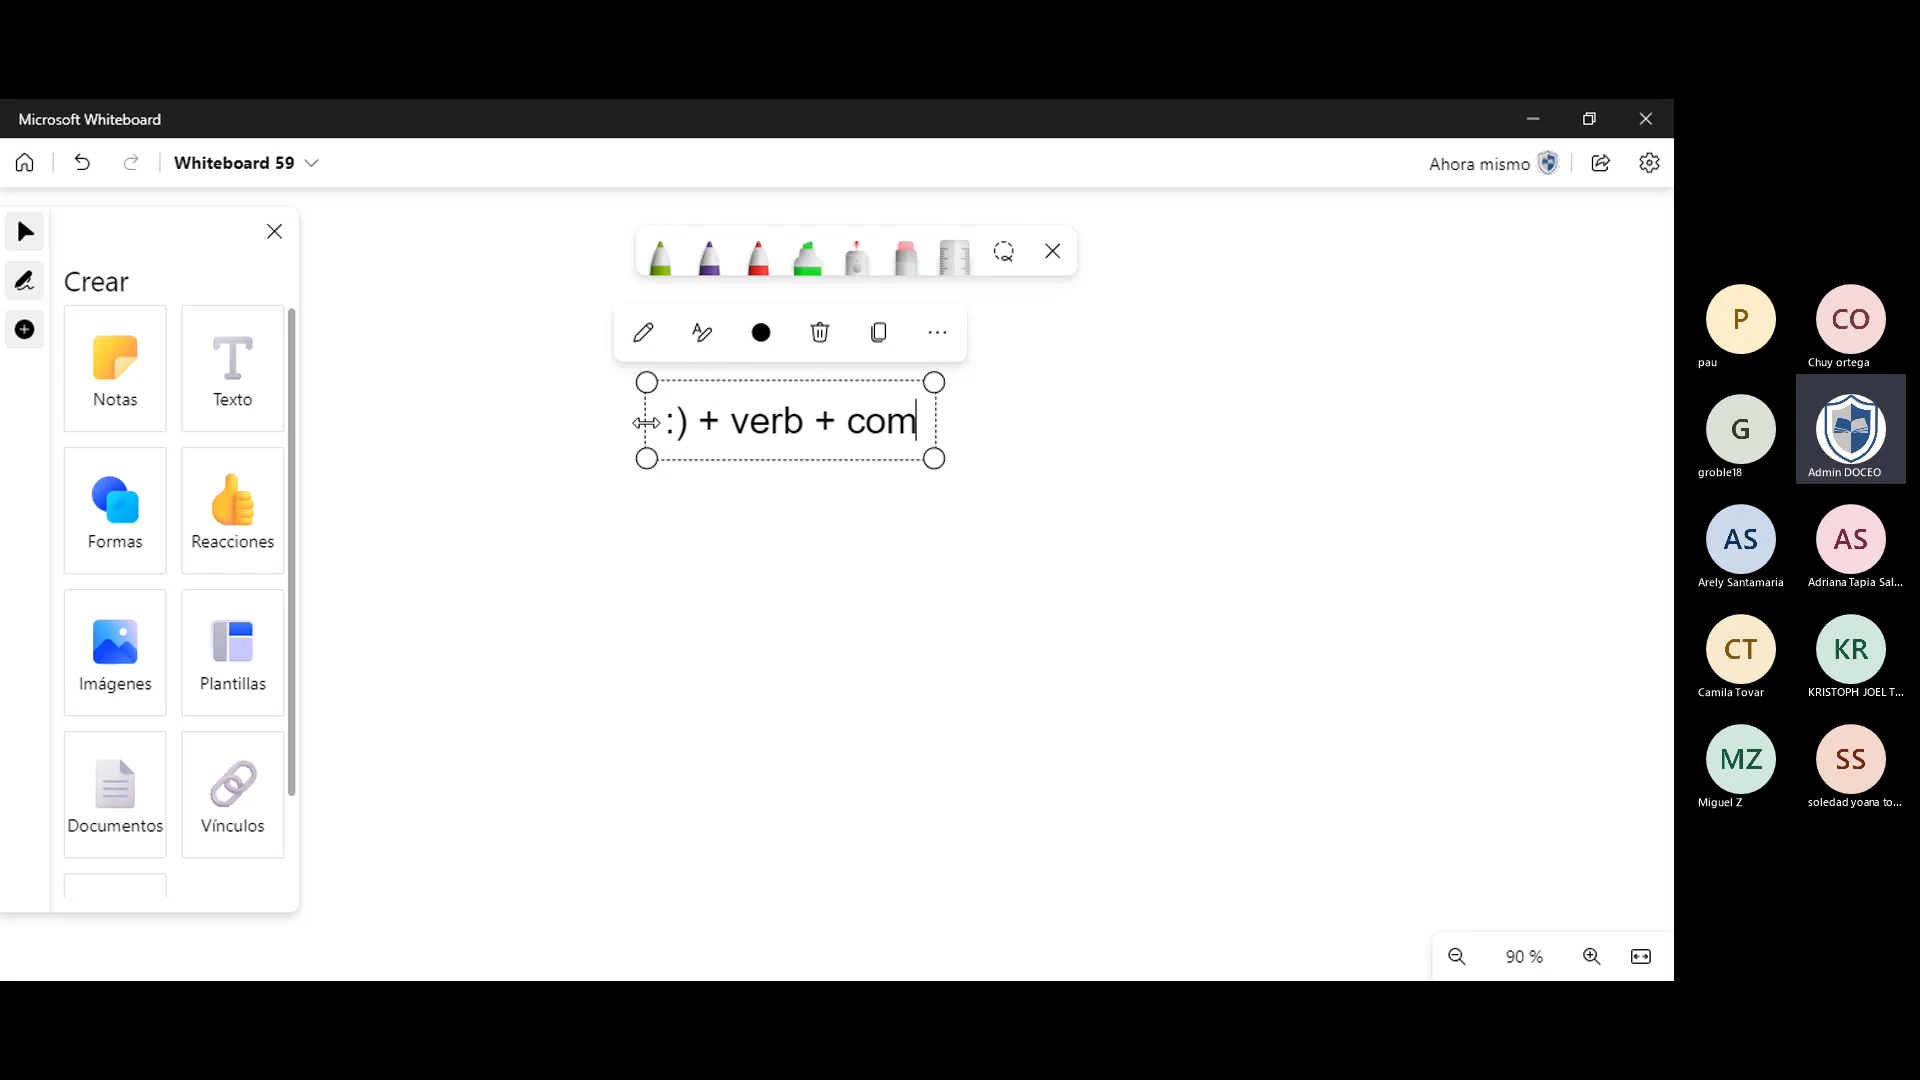 Microsoft Whiteboard
Whiteboard 59
Ahora mismo
Crear
Notas
Texto
Formas
Reacciones
Imágenes
Plantillas
Documentos
Vínculos
:) + verb + com
90 %
P
pau
CO
Chuy ortega
G
groble18
Admin DOCEO
AS
Arely Santamaria
AS
Adriana Tapia Sal...
CT
Camila Tovar
KR
KRISTOPH JOEL T...
MZ
Miguel Z
SS
soledad yoana to...